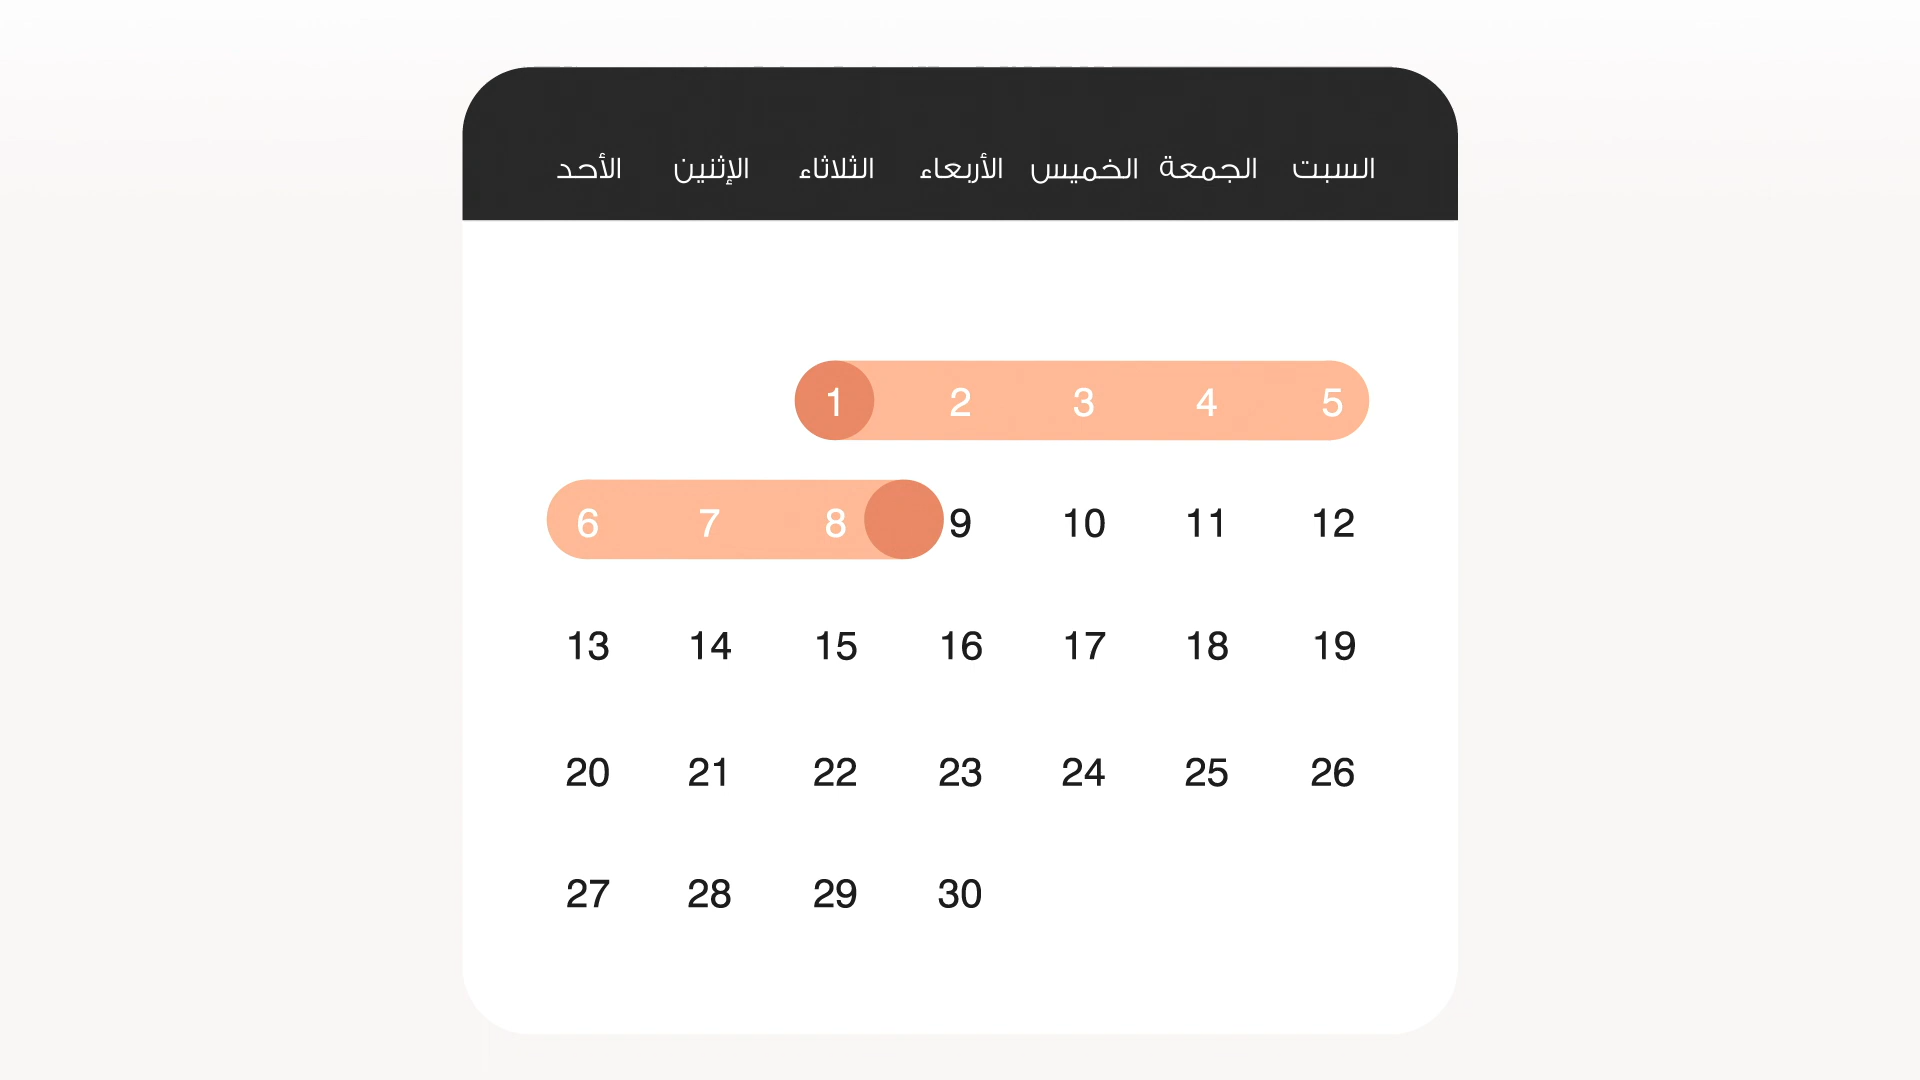 الأحد الإثنين الثلاثاء الأربعاء الخميس الجمعة السبت
1 2 3 4 5
6 7 8 9 10 11 12
13 14 15 16 17 18 19
20 21 22 23 24 25 26
27 28 29 30